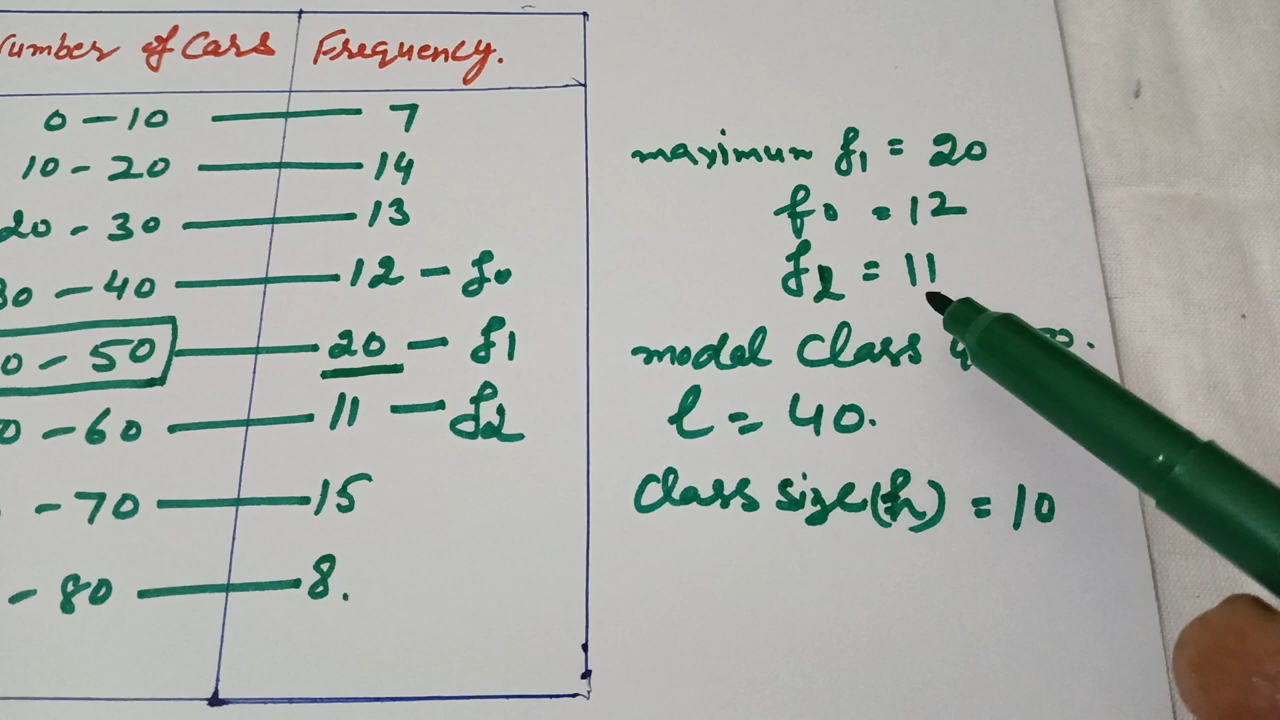 Number of Cars Frequency.
0-10 7
10-20 14
20-30 13
30-40 12 - f0
0-50 20 - f1
0-60 11 - f2
-70 15
-80 8.
maximum f1 = 20
f0 = 12
f2 = 11
modal class
l = 40.
class size (h) = 10